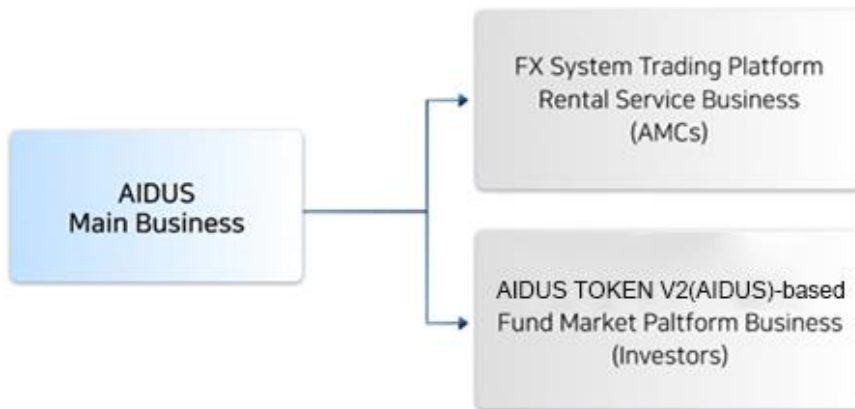 AIDUS
Main Business
FX System Trading Platform
Rental Service Business
(AMCs)
AIDUS TOKEN V2(AIDUS)-based
Fund Market Paltform Business
(Investors)